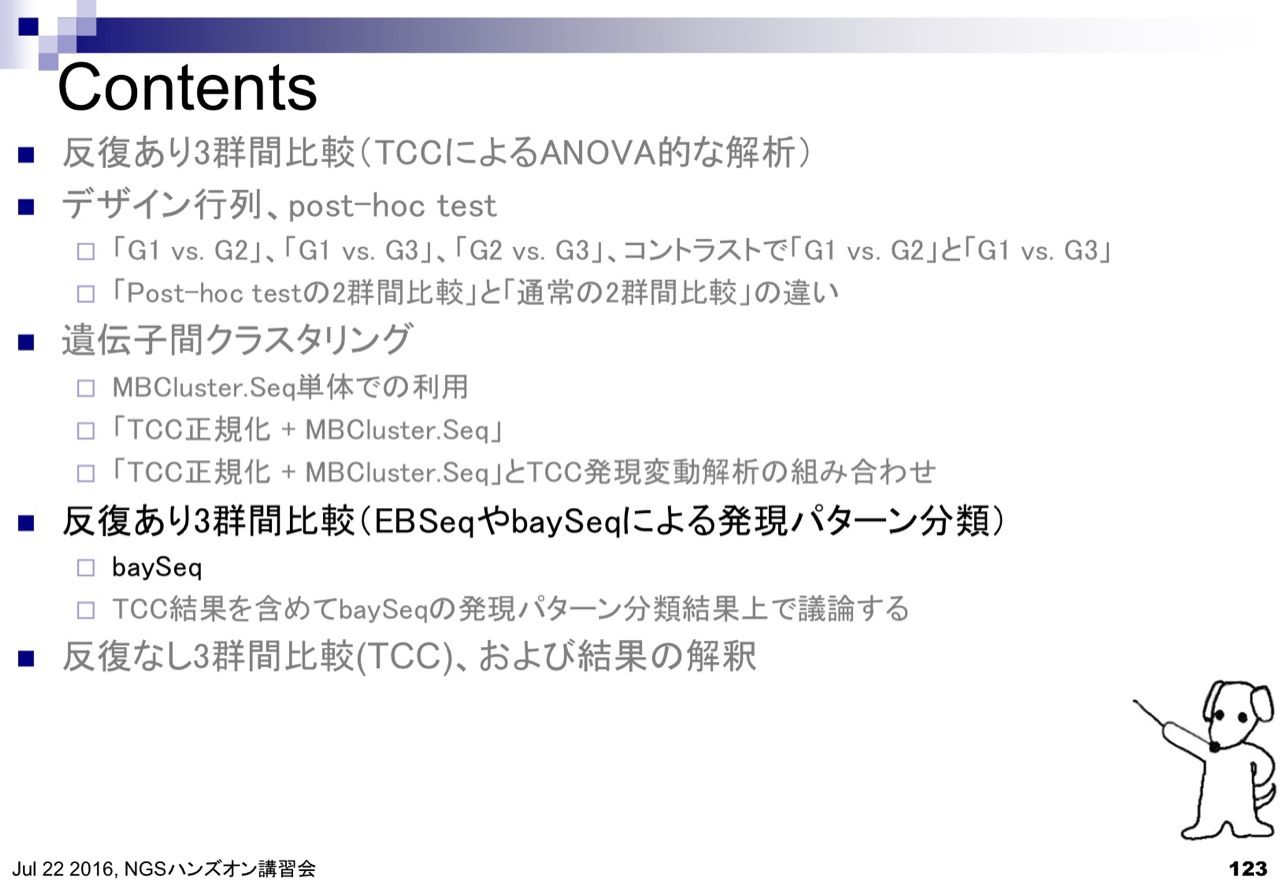 Contents
反復あり3群間比較（TCCによるANOVA的な解析）
デザイン行列、post-hoc test
「G1 vs. G2」、「G1 vs. G3」、「G2 vs. G3」、コントラストで「G1 vs. G2」と「G1 vs. G3」
「Post-hoc testの2群間比較」と「通常の2群間比較」の違い
遺伝子間クラスタリング
MBCluster.Seq単体での利用
「TCC正規化 + MBCluster.Seq」
「TCC正規化 + MBCluster.Seq」とTCC発現変動解析の組み合わせ
反復あり3群間比較（EBSeqやbaySeqによる発現パターン分類）
baySeq
TCC結果を含めてbaySeqの発現パターン分類結果上で議論する
反復なし3群間比較(TCC)、および結果の解釈
Jul 22 2016, NGSハンズオン講習会
123